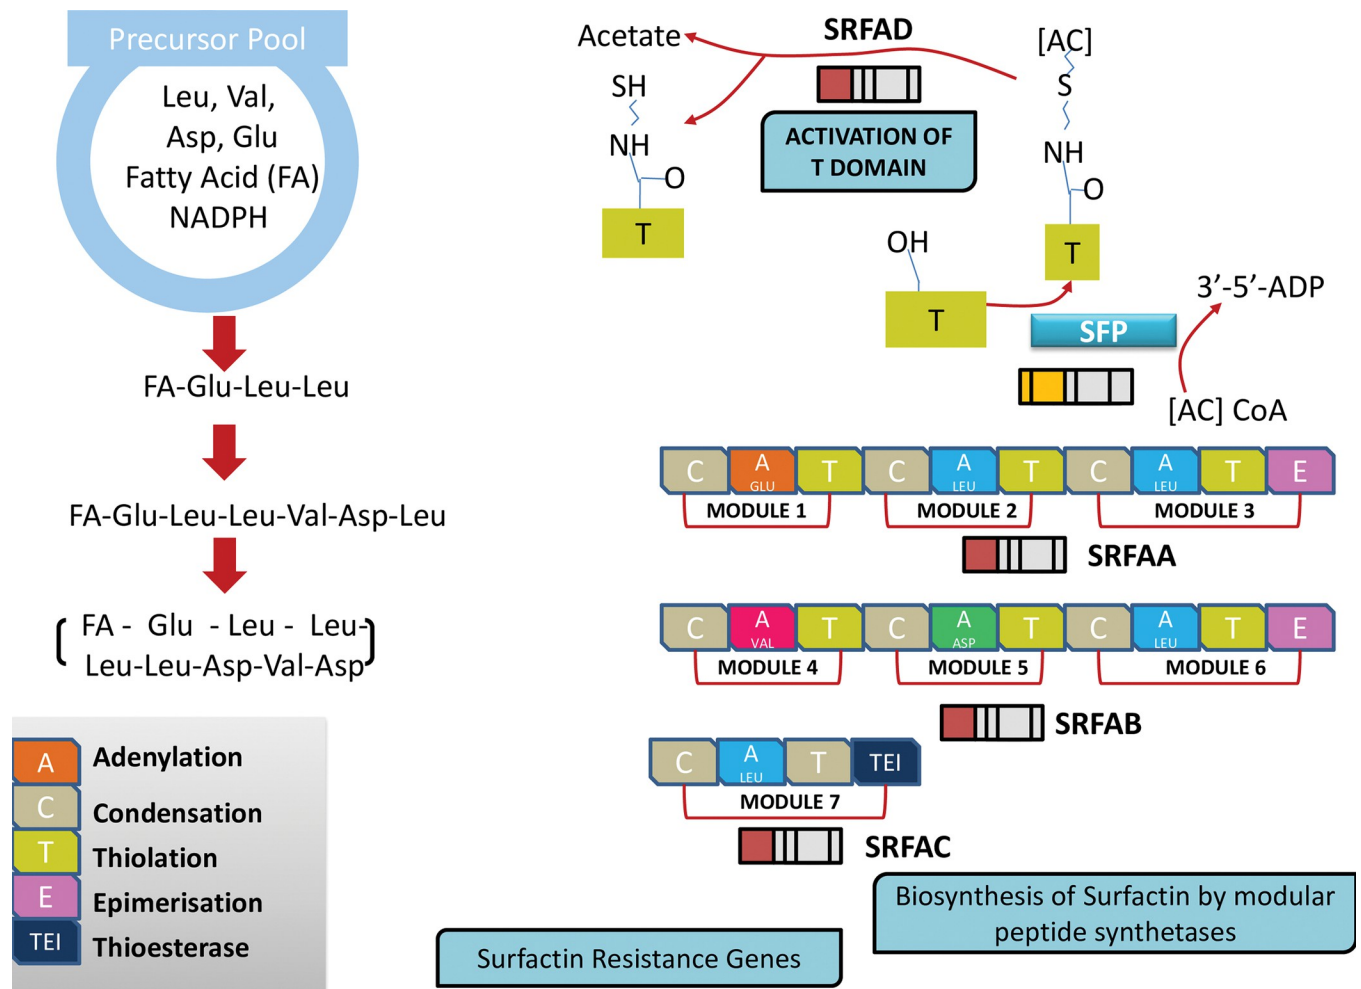 Precursor Pool
Leu, Val,
Asp, Glu
Fatty Acid (FA)
NADPH
FA-Glu-Leu-Leu
FA-Glu-Leu-Leu-Val-Asp-Leu
FA - Glu - Leu - Leu-
Leu-Leu-Asp-Val-Asp
A Adenylation
C Condensation
T Thiolation
E Epimerisation
TEI Thioesterase
Acetate
SRFAD
[AC]
SH
S
NH
O
T
ACTIVATION OF
T DOMAIN
NH
O
T
OH
T
SFP
3’-5’-ADP
[AC] CoA
C A T C A T C A T E
GLU LEU LEU
MODULE 1 MODULE 2 MODULE 3
SRFAA
C A T C A T C A T E
VAL ASP LEU
MODULE 4 MODULE 5 MODULE 6
SRFAB
C A T TEI
LEU
MODULE 7
SRFAC
Biosynthesis of Surfactin by modular
peptide synthetases
Surfactin Resistance Genes